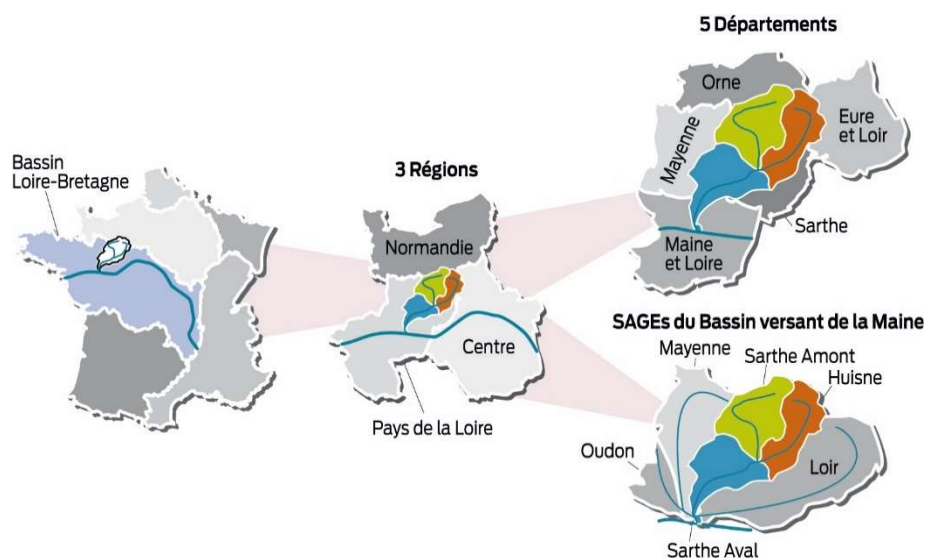 Bassin
Loire-Bretagne
3 Régions
Normandie
Centre
Pays de la Loire
5 Départements
Orne
Mayenne
Eure
et Loir
Sarthe
Maine
et Loire
SAGEs du Bassin versant de la Maine
Mayenne
Sarthe Amont
Huisne
Oudon
Loir
Sarthe Aval